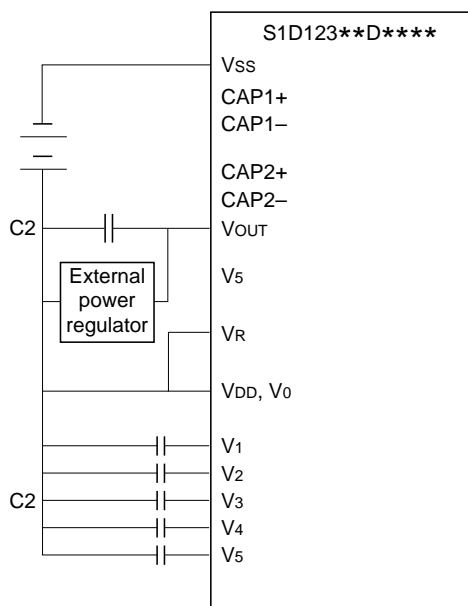 S1D123**D****
VSS
CAP1+
CAP1–
CAP2+
CAP2–
C2
VOUT
External
power
regulator
V5
VR
VDD, V0
V1
V2
C2
V3
V4
V5